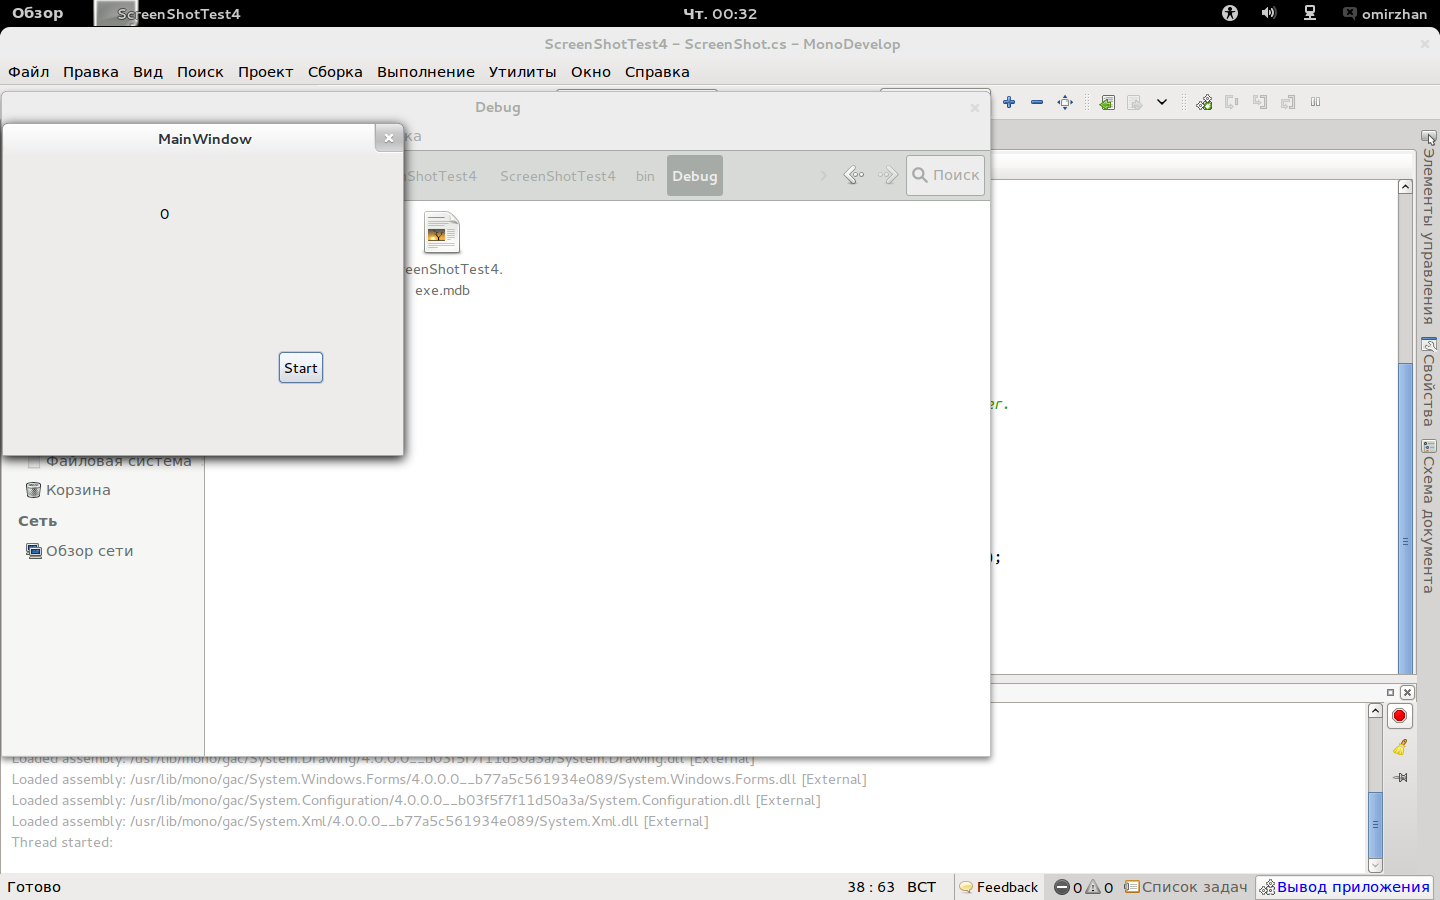 Обзор ScreenShotTest4 Чт. 00:32 omirzhan
ScreenShotTest4 – ScreenShot.cs – MonoDevelop
Файл Правка Вид Поиск Проект Сборка Выполнение Утилиты Окно Справка
Debug
MainWindow
ка
nShotTest4 ScreenShotTest4 bin Debug Поиск
0
eenShotTest4.
exe.mdb
Start
er.
);
Файловая система
Корзина
Сеть
Обзор сети
Элементы управления
Свойства
Схема документа
Loaded assembly: /usr/lib/mono/gac/System.Drawing/4.0.0.0__b03f5f7f11d50a3a/System.Drawing.dll [External]
Loaded assembly: /usr/lib/mono/gac/System.Windows.Forms/4.0.0.0__b77a5c561934e089/System.Windows.Forms.dll [External]
Loaded assembly: /usr/lib/mono/gac/System.Configuration/4.0.0.0__b03f5f7f11d50a3a/System.Configuration.dll [External]
Loaded assembly: /usr/lib/mono/gac/System.Xml/4.0.0.0__b77a5c561934e089/System.Xml.dll [External]
Thread started:
Готово 38 : 63 ВСТ Feedback 0 0 Список задач Вывод приложения